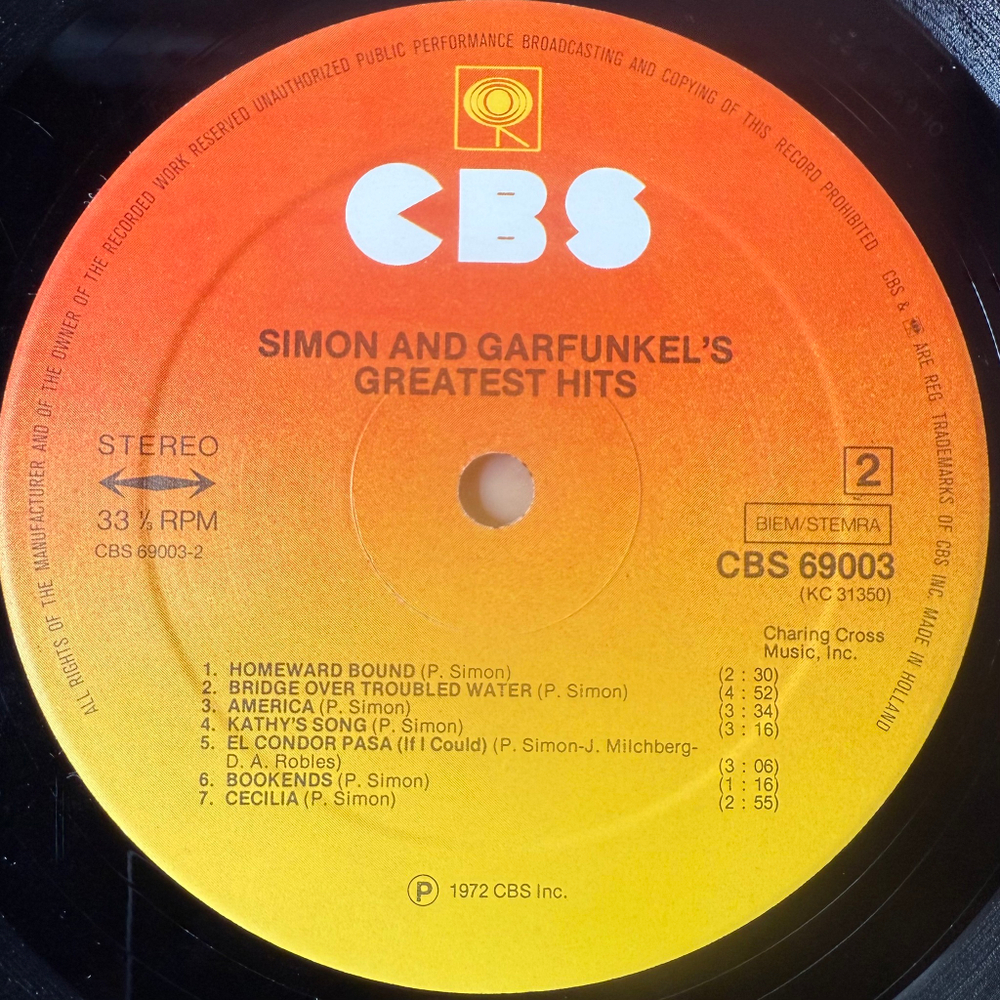 ALL RIGHTS OF THE MANUFACTURER AND OF THE OWNER OF THE RECORDED WORK RESERVED UNAUTHORIZED PUBLIC PERFORMANCE BROADCASTING AND COPYING OF THIS RECORD PROHIBITED CBS & ARE REG. TRADEMARKS OF CBS INC. MADE IN HOLLAND
CBS
SIMON AND GARFUNKEL'S
GREATEST HITS
STEREO
33 ⅓ RPM
CBS 69003-2
2
BIEM/STEMRA
CBS 69003
(KC 31350)
Charing Cross
Music, Inc.
1. HOMEWARD BOUND (P. Simon) (2 : 30)
2. BRIDGE OVER TROUBLED WATER (P. Simon) (4 : 52)
3. AMERICA (P. Simon) (3 : 34)
4. KATHY'S SONG (P. Simon) (3 : 16)
5. EL CONDOR PASA (If I Could) (P. Simon-J. Milchberg-
D. A. Robles) (3 : 06)
6. BOOKENDS (P. Simon) (1 : 16)
7. CECILIA (P. Simon) (2 : 55)
℗ 1972 CBS Inc.